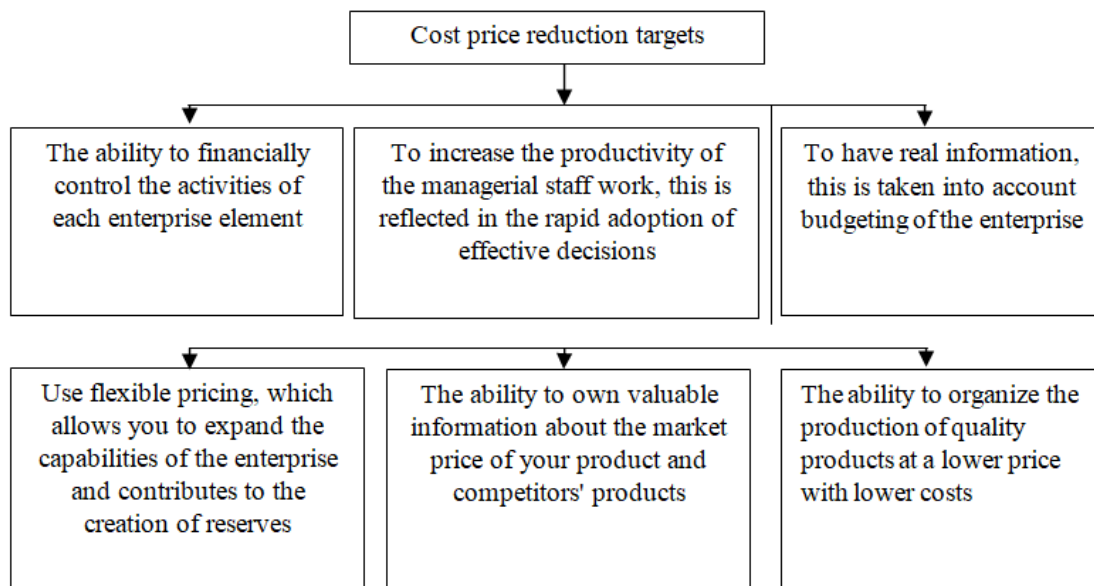 Cost price reduction targets
The ability to financially
control the activities of
each enterprise element
To increase the productivity of
the managerial staff work, this is
reflected in the rapid adoption of
effective decisions
To have real information,
this is taken into account
budgeting of the enterprise
Use flexible pricing, which
allows you to expand the
capabilities of the enterprise
and contributes to the
creation of reserves
The ability to own valuable
information about the market
price of your product and
competitors' products
The ability to organize the
production of quality
products at a lower price
with lower costs